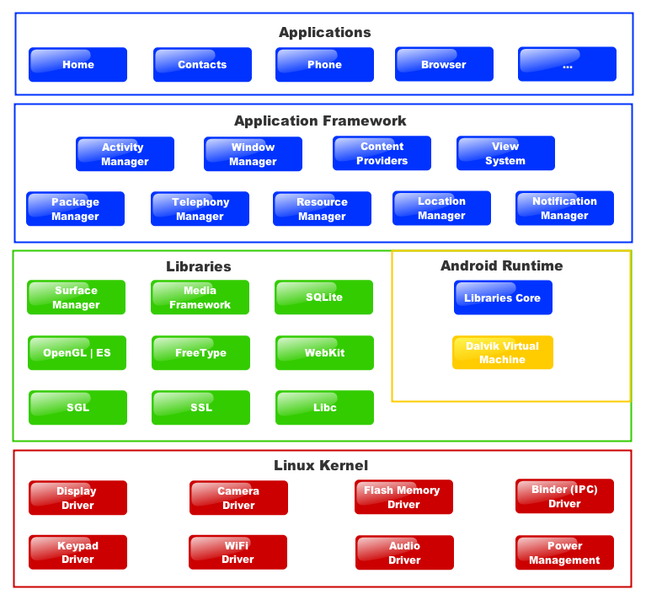 Applications
Home
Contacts
Phone
Browser
...
Application Framework
Activity
Manager
Window
Manager
Content
Providers
View
System
Package
Manager
Telephony
Manager
Resource
Manager
Location
Manager
Notification
Manager
Libraries
Surface
Manager
Media
Framework
SQLite
OpenGL | ES
FreeType
WebKit
SGL
SSL
Libc
Android Runtime
Libraries Core
Dalvik Virtual
Machine
Linux Kernel
Display
Driver
Camera
Driver
Flash Memory
Driver
Binder (IPC)
Driver
Keypad
Driver
WiFi
Driver
Audio
Driver
Power
Management